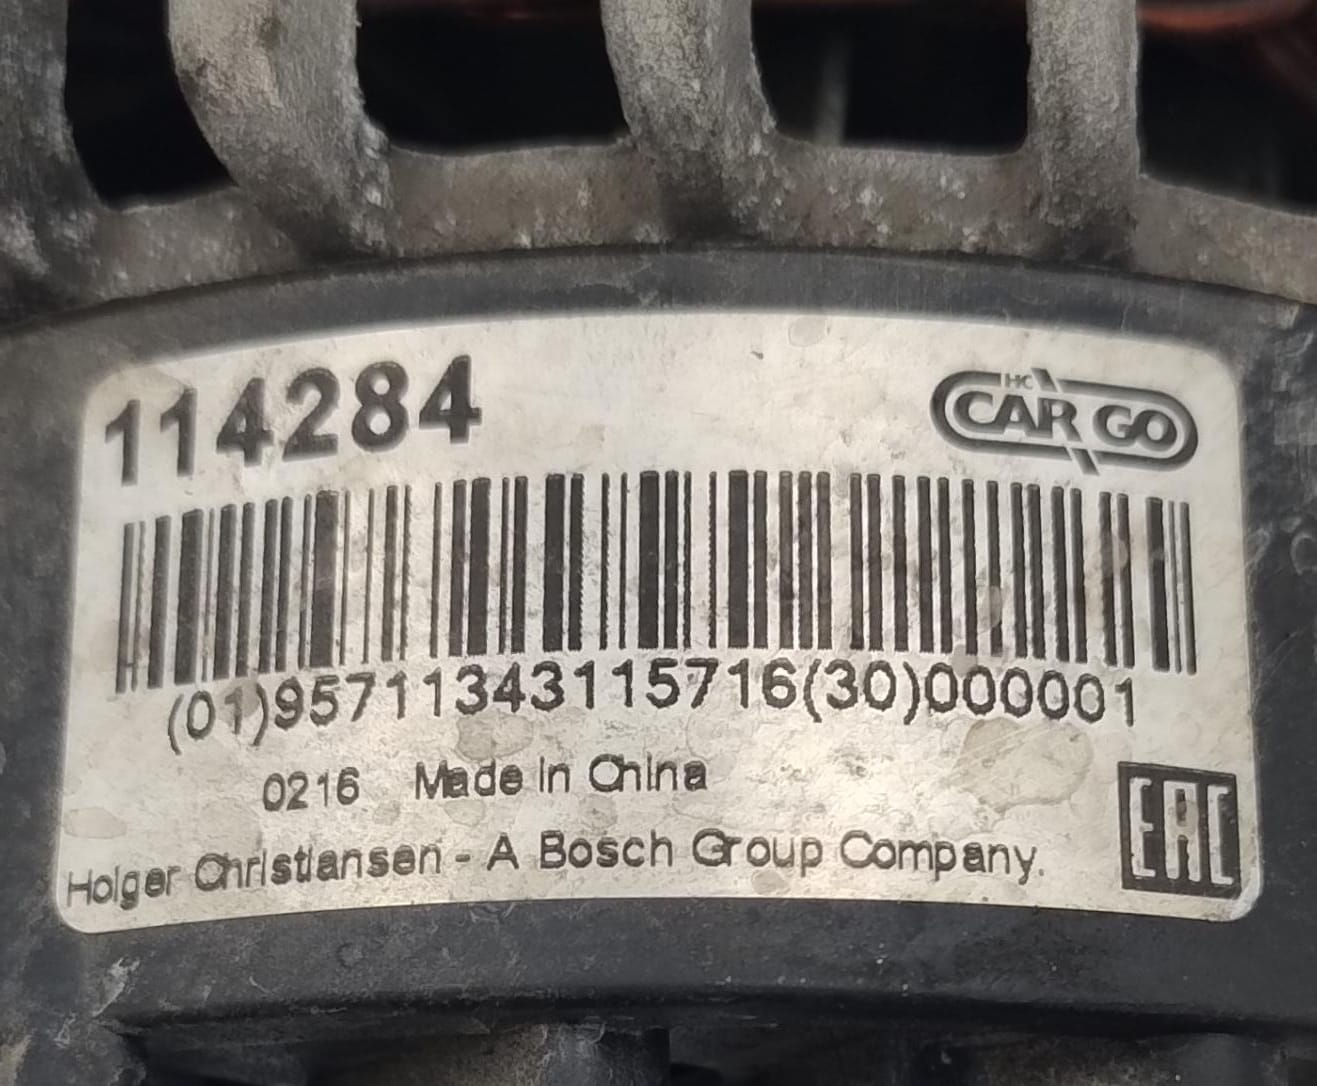 114284
HC CARGO
(01)95711343115716(30)000001
0216 Made in China
Holger Christiansen - A Bosch Group Company.
EAC